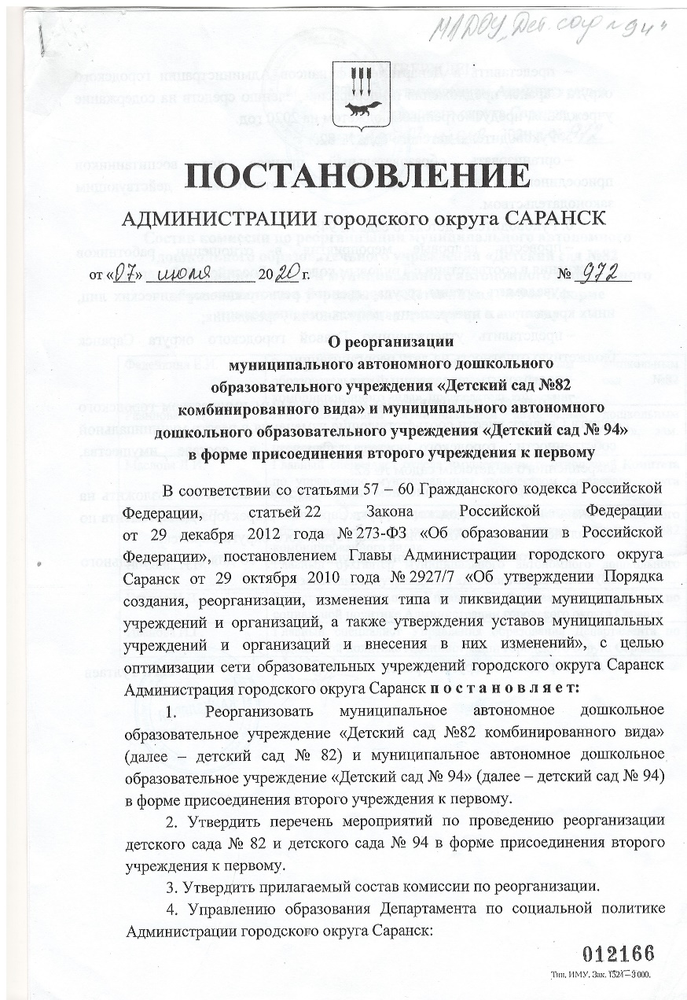 МАДОУ „Дет. сад № 94"
ПОСТАНОВЛЕНИЕ
АДМИНИСТРАЦИИ городского округа САРАНСК
от «07» июля 2020 г. № 972
О реорганизации
муниципального автономного дошкольного
образовательного учреждения «Детский сад №82
комбинированного вида» и муниципального автономного
дошкольного образовательного учреждения «Детский сад № 94»
в форме присоединения второго учреждения к первому
В соответствии со статьями 57 – 60 Гражданского кодекса Российской
Федерации, статьей 22 Закона Российской Федерации
от 29 декабря 2012 года № 273-ФЗ «Об образовании в Российской
Федерации», постановлением Главы Администрации городского округа
Саранск от 29 октября 2010 года № 2927/7 «Об утверждении Порядка
создания, реорганизации, изменения типа и ликвидации муниципальных
учреждений и организаций, а также утверждения уставов муниципальных
учреждений и организаций и внесения в них изменений», с целью
оптимизации сети образовательных учреждений городского округа Саранск
Администрация городского округа Саранск п о с т а н о в л я е т:
1. Реорганизовать муниципальное автономное дошкольное
образовательное учреждение «Детский сад №82 комбинированного вида»
(далее – детский сад № 82) и муниципальное автономное дошкольное
образовательное учреждение «Детский сад № 94» (далее – детский сад № 94)
в форме присоединения второго учреждения к первому.
2. Утвердить перечень мероприятий по проведению реорганизации
детского сада № 82 и детского сада № 94 в форме присоединения второго
учреждения к первому.
3. Утвердить прилагаемый состав комиссии по реорганизации.
4. Управлению образования Департамента по социальной политике
Администрации городского округа Саранск:
012166
Тип. ИМУ. Зак. 1324–3 000.